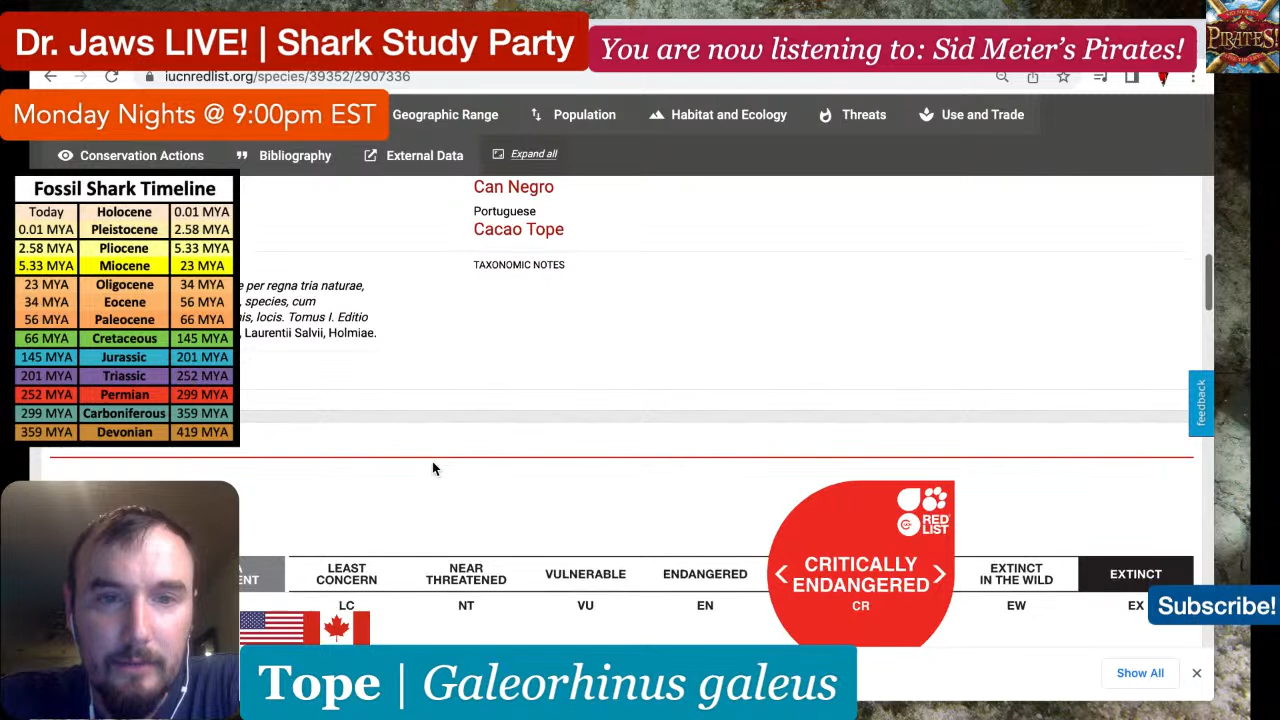 Dr. Jaws LIVE! | Shark Study Party
You are now listening to: Sid Meier's Pirates!
SID MEIER'S
PIRATES!
iucnredlist.org/species/39352/2907336
Monday Nights @ 9:00pm EST
Geographic Range
Population
Habitat and Ecology
Threats
Use and Trade
Conservation Actions
Bibliography
External Data
Expand all
Fossil Shark Timeline
Today Holocene 0.01 MYA
0.01 MYA Pleistocene 2.58 MYA
2.58 MYA Pliocene 5.33 MYA
5.33 MYA Miocene 23 MYA
23 MYA Oligocene 34 MYA
34 MYA Eocene 56 MYA
56 MYA Paleocene 66 MYA
66 MYA Cretaceous 145 MYA
145 MYA Jurassic 201 MYA
201 MYA Triassic 252 MYA
252 MYA Permian 299 MYA
299 MYA Carboniferous 359 MYA
359 MYA Devonian 419 MYA
Can Negro
Portuguese
Cacao Tope
TAXONOMIC NOTES
e per regna tria naturae,
, species, cum
is, locis. Tomus I. Editio
, Laurentii Salvii, Holmiae.
feedback
RED
LIST
ENT
LEAST
CONCERN
NEAR
THREATENED
VULNERABLE
ENDANGERED
CRITICALLY
ENDANGERED
EXTINCT
IN THE WILD
EXTINCT
LC
NT
VU
EN
CR
EW
EX
Subscribe!
Tope | Galeorhinus galeus
Show All